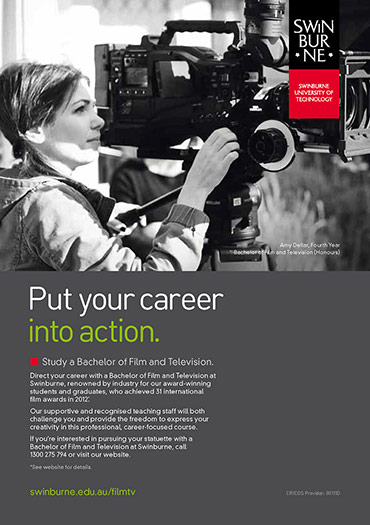 SWiN
BUR
• NE •
SWINBURNE
UNIVERSITY OF
TECHNOLOGY
Amy Dellar, Fourth Year
Bachelor of Film and Television (Honours)
Put your career
into action.
Study a Bachelor of Film and Television.
Direct your career with a Bachelor of Film and Television at
Swinburne, renowned by industry for our award-winning
students and graduates, who achieved 31 international
film awards in 2012*.
Our supportive and recognised teaching staff will both
challenge you and provide the freedom to express your
creativity in this professional, career-focused course.
If you're interested in pursuing your statuette with a
Bachelor of Film and Television at Swinburne, call
1300 275 794 or visit our website.
*See website for details.
swinburne.edu.au/filmtv
CRICOS Provider: 00111D